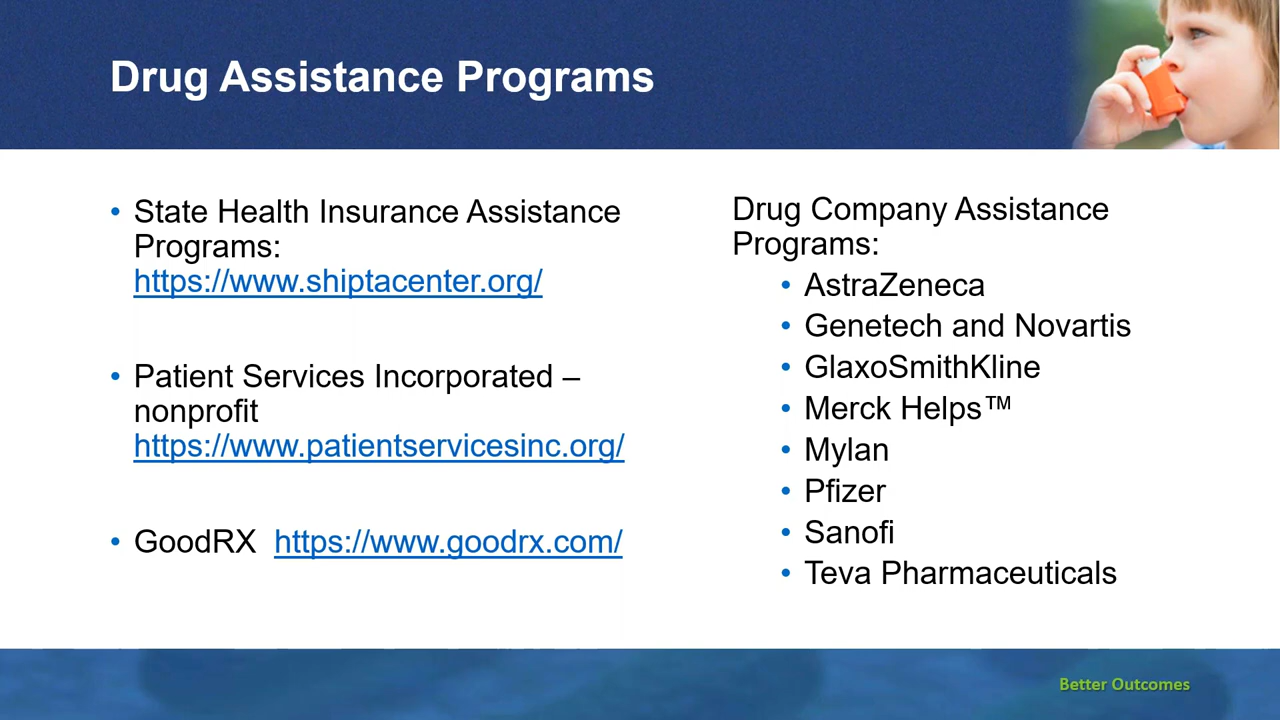 Drug Assistance Programs
• State Health Insurance Assistance
Programs:
https://www.shiptacenter.org/
• Patient Services Incorporated –
nonprofit
https://www.patientservicesinc.org/
• GoodRX https://www.goodrx.com/
Drug Company Assistance
Programs:
• AstraZeneca
• Genetech and Novartis
• GlaxoSmithKline
• Merck Helps™
• Mylan
• Pfizer
• Sanofi
• Teva Pharmaceuticals
Better Outcomes